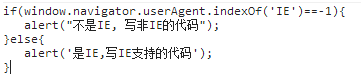 if(window.navigator.userAgent.indexOf('IE')==-1){
alert("不是IE, 写非IE的代码");
}else{
alert('是IE,写IE支持的代码');
}